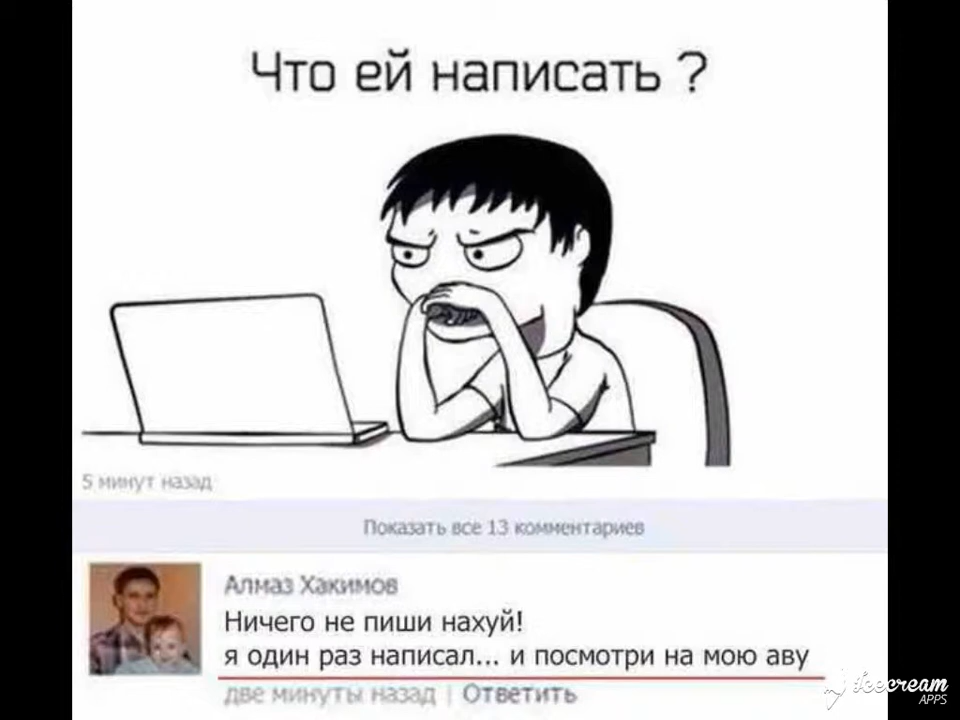 Что ей написать ?
5 минут назад
Показать все 13 комментариев
Алмаз Хакимов
Ничего не пиши нахуй!
я один раз написал... и посмотри на мою аву
две минуты назад | Ответить
Icecream
APPS